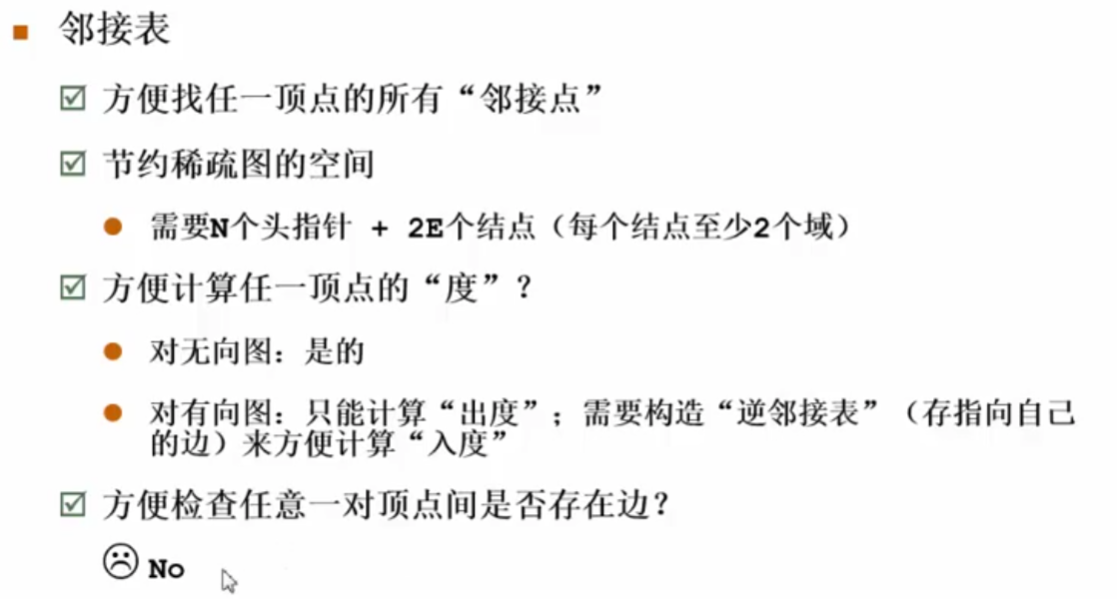 邻接表
方便找任一顶点的所有“邻接点”
节约稀疏图的空间
需要N个头指针 + 2E个结点（每个结点至少2个域）
方便计算任一顶点的“度”？
对无向图：是的
对有向图：只能计算“出度”；需要构造“逆邻接表”（存指向自己
的边）来方便计算“入度”
方便检查任意一对顶点间是否存在边？
No